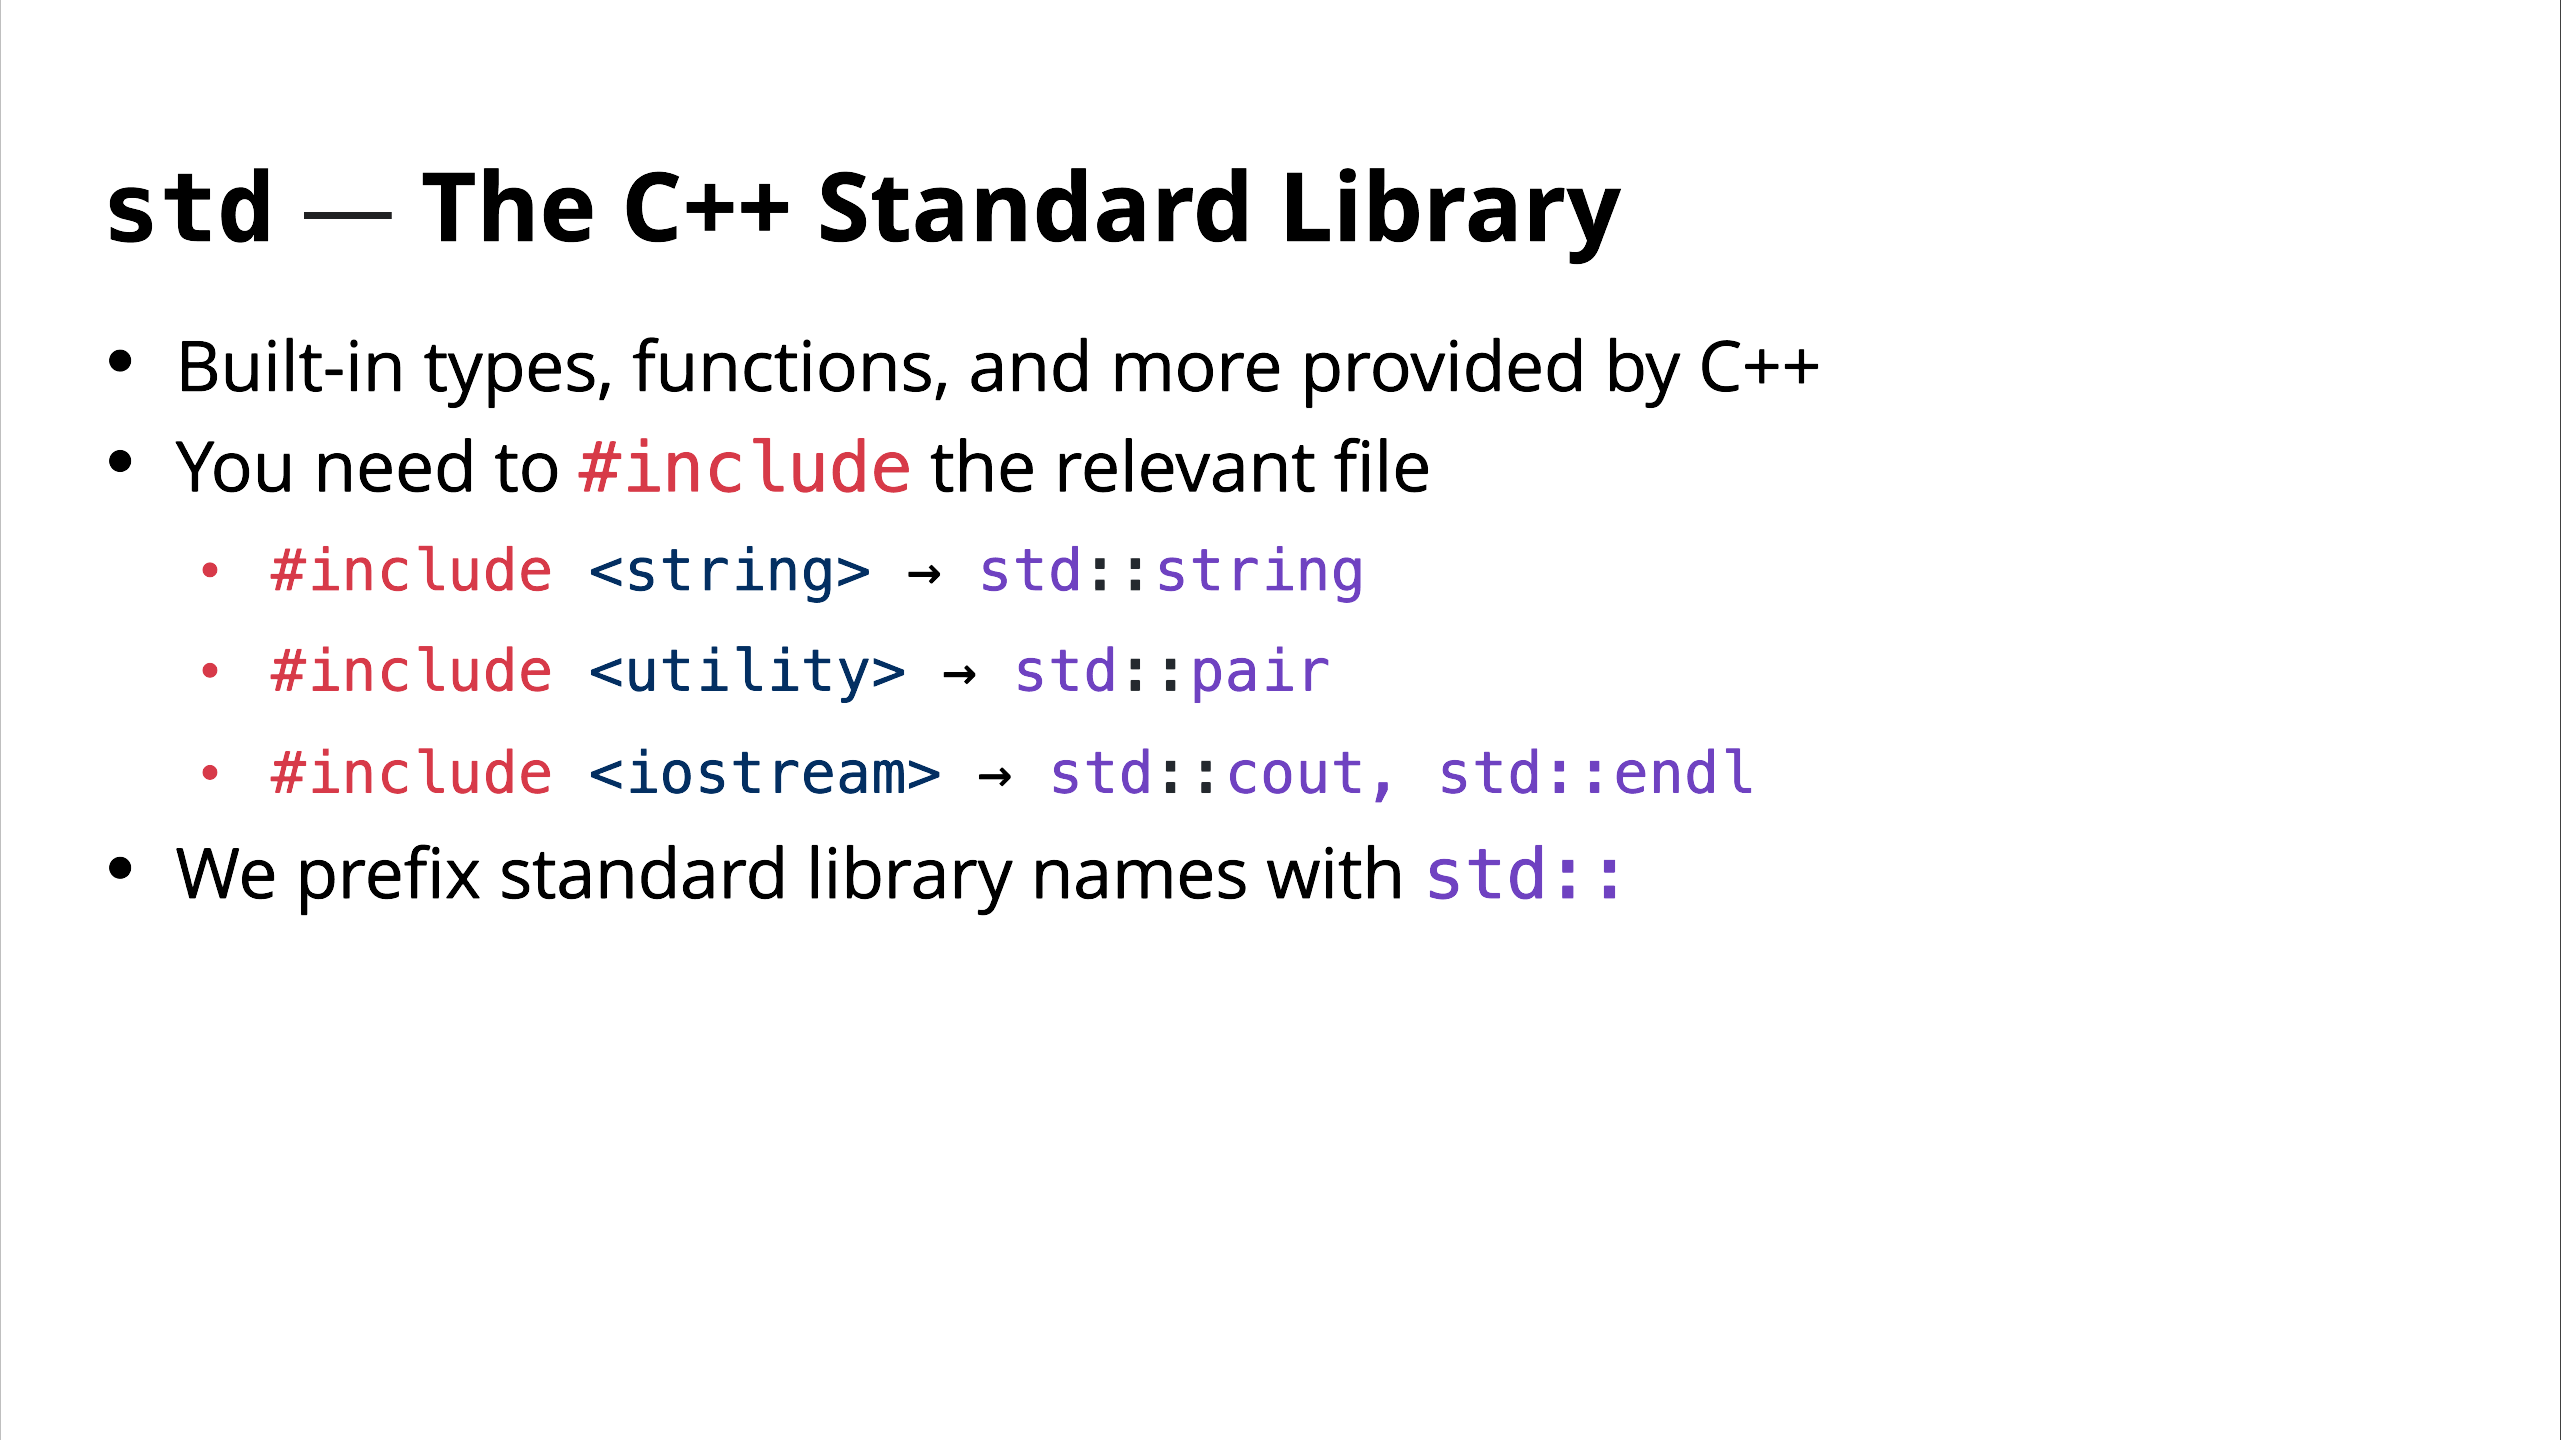 std — The C++ Standard Library
• Built-in types, functions, and more provided by C++
• You need to #include the relevant file
• #include <string> → std::string
• #include <utility> → std::pair
• #include <iostream> → std::cout, std::endl
• We prefix standard library names with std::